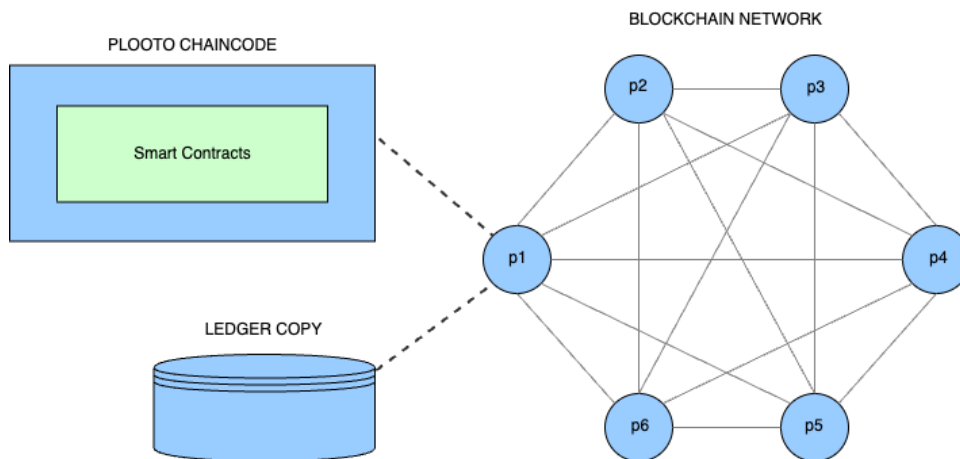 BLOCKCHAIN NETWORK
PLOOTO CHAINCODE
p2
p3
Smart Contracts
p1
p4
LEDGER COPY
p6
p5